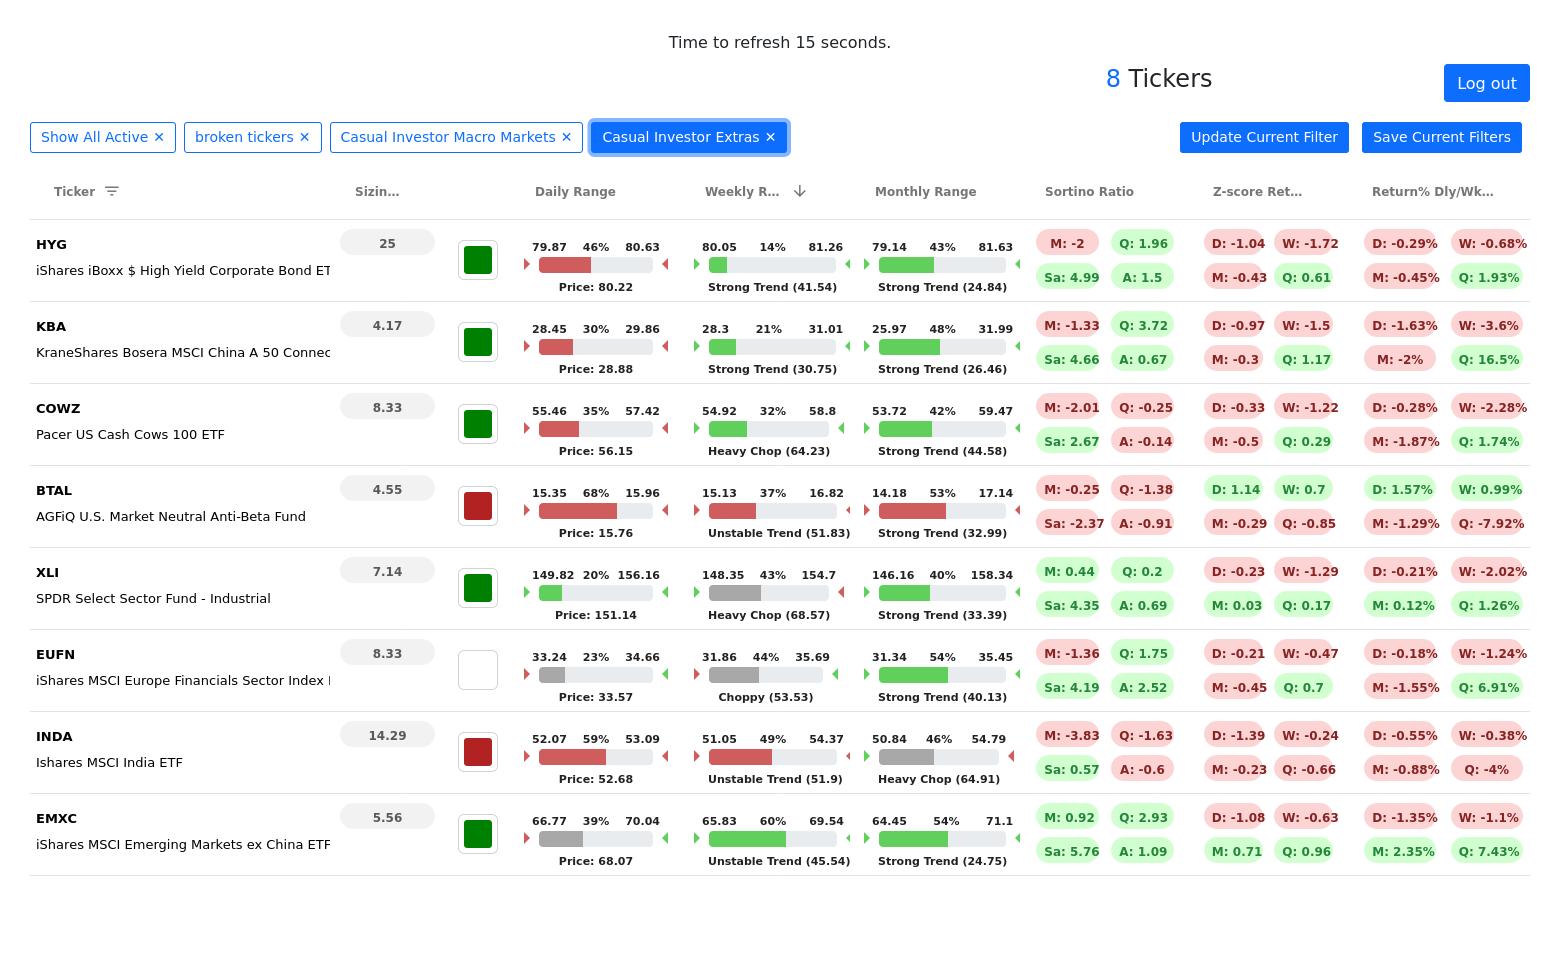 Time to refresh 15 seconds.
8 Tickers
Log out
Show All Active ✕ broken tickers ✕ Casual Investor Macro Markets ✕ Casual Investor Extras ✕ Update Current Filter Save Current Filters
Ticker Sizin... Daily Range Weekly R... Monthly Range Sortino Ratio Z-score Ret... Return% Dly/Wk...
HYG 25 79.87 46% 80.63 80.05 14% 81.26 79.14 43% 81.63 M: -2 Q: 1.96 D: -1.04 W: -1.72 D: -0.29% W: -0.68%
iShares iBoxx $ High Yield Corporate Bond ET Price: 80.22 Strong Trend (41.54) Strong Trend (24.84) Sa: 4.99 A: 1.5 M: -0.43 Q: 0.61 M: -0.45% Q: 1.93%
KBA 4.17 28.45 30% 29.86 28.3 21% 31.01 25.97 48% 31.99 M: -1.33 Q: 3.72 D: -0.97 W: -1.5 D: -1.63% W: -3.6%
KraneShares Bosera MSCI China A 50 Connec Price: 28.88 Strong Trend (30.75) Strong Trend (26.46) Sa: 4.66 A: 0.67 M: -0.3 Q: 1.17 M: -2% Q: 16.5%
COWZ 8.33 55.46 35% 57.42 54.92 32% 58.8 53.72 42% 59.47 M: -2.01 Q: -0.25 D: -0.33 W: -1.22 D: -0.28% W: -2.28%
Pacer US Cash Cows 100 ETF Price: 56.15 Heavy Chop (64.23) Strong Trend (44.58) Sa: 2.67 A: -0.14 M: -0.5 Q: 0.29 M: -1.87% Q: 1.74%
BTAL 4.55 15.35 68% 15.96 15.13 37% 16.82 14.18 53% 17.14 M: -0.25 Q: -1.38 D: 1.14 W: 0.7 D: 1.57% W: 0.99%
AGFiQ U.S. Market Neutral Anti-Beta Fund Price: 15.76 Unstable Trend (51.83) Strong Trend (32.99) Sa: -2.37 A: -0.91 M: -0.29 Q: -0.85 M: -1.29% Q: -7.92%
XLI 7.14 149.82 20% 156.16 148.35 43% 154.7 146.16 40% 158.34 M: 0.44 Q: 0.2 D: -0.23 W: -1.29 D: -0.21% W: -2.02%
SPDR Select Sector Fund - Industrial Price: 151.14 Heavy Chop (68.57) Strong Trend (33.39) Sa: 4.35 A: 0.69 M: 0.03 Q: 0.17 M: 0.12% Q: 1.26%
EUFN 8.33 33.24 23% 34.66 31.86 44% 35.69 31.34 54% 35.45 M: -1.36 Q: 1.75 D: -0.21 W: -0.47 D: -0.18% W: -1.24%
iShares MSCI Europe Financials Sector Index Price: 33.57 Choppy (53.53) Strong Trend (40.13) Sa: 4.19 A: 2.52 M: -0.45 Q: 0.7 M: -1.55% Q: 6.91%
INDA 14.29 52.07 59% 53.09 51.05 49% 54.37 50.84 46% 54.79 M: -3.83 Q: -1.63 D: -1.39 W: -0.24 D: -0.55% W: -0.38%
Ishares MSCI India ETF Price: 52.68 Unstable Trend (51.9) Heavy Chop (64.91) Sa: 0.57 A: -0.6 M: -0.23 Q: -0.66 M: -0.88% Q: -4%
EMXC 5.56 66.77 39% 70.04 65.83 60% 69.54 64.45 54% 71.1 M: 0.92 Q: 2.93 D: -1.08 W: -0.63 D: -1.35% W: -1.1%
iShares MSCI Emerging Markets ex China ETF Price: 68.07 Unstable Trend (45.54) Strong Trend (24.75) Sa: 5.76 A: 1.09 M: 0.71 Q: 0.96 M: 2.35% Q: 7.43%